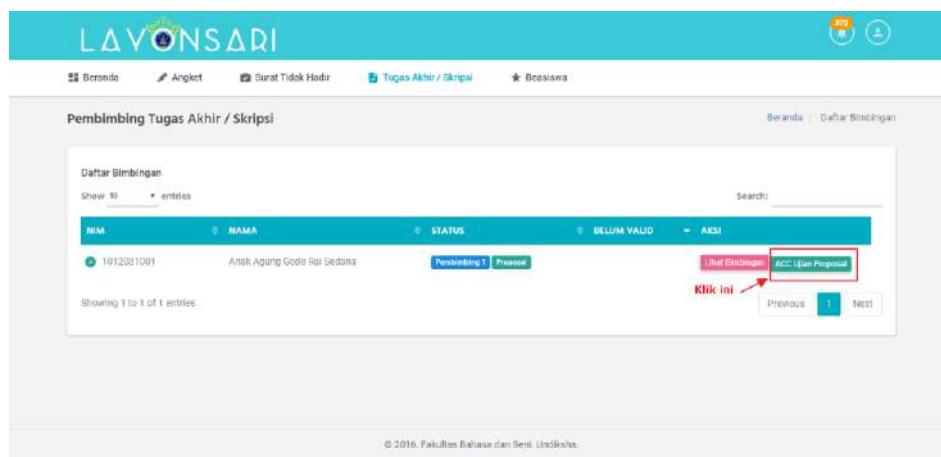 LAVONSARI
372
Beranda Angket Surat Tidak Hadir Tugas Akhir / Skripsi Beasiswa
Pembimbing Tugas Akhir / Skripsi
Beranda / Daftar Bimbingan
Daftar Bimbingan
Show 10 entries
Search:
NIM NAMA STATUS BELUM VALID AKSI
1012031001 Anak Agung Gede Rai Sedana Pembimbing 1 Proposal Lihat Bimbingan ACC Ujian Proposal
Klik ini
Showing 1 to 1 of 1 entries
Previous 1 Next
© 2016. Fakultas Bahasa dan Seni. Undiksha.